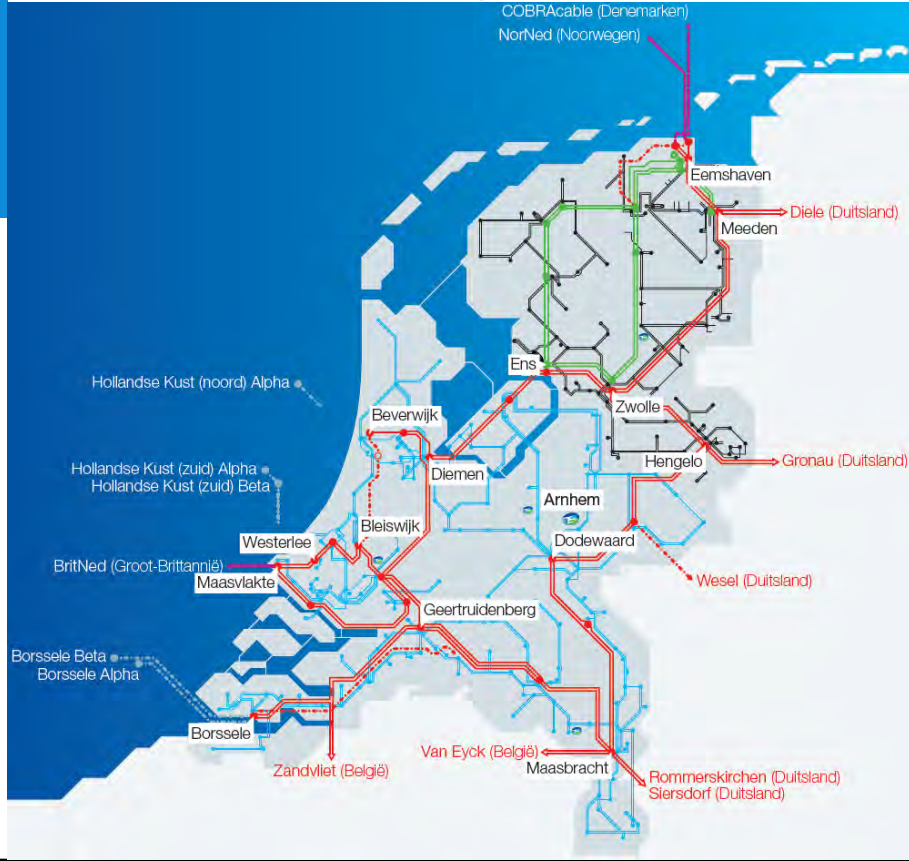 COBRAcable (Denemarken)
NorNed (Noorwegen)
Eemshaven
Diele (Duitsland)
Meeden
Ens
Hollandse Kust (noord) Alpha
Zwolle
Beverwijk
Hengelo
Gronau (Duitsland)
Diemen
Hollandse Kust (zuid) Alpha
Hollandse Kust (zuid) Beta
Arnhem
Bleiswijk
Westerlee
Dodewaard
BritNed (Groot-Brittannië)
Maasvlakte
Wesel (Duitsland)
Geertruidenberg
Borssele Beta
Borssele Alpha
Borssele
Zandvliet (België)
Van Eyck (België)
Maasbracht
Rommerskirchen (Duitsland)
Siersdorf (Duitsland)